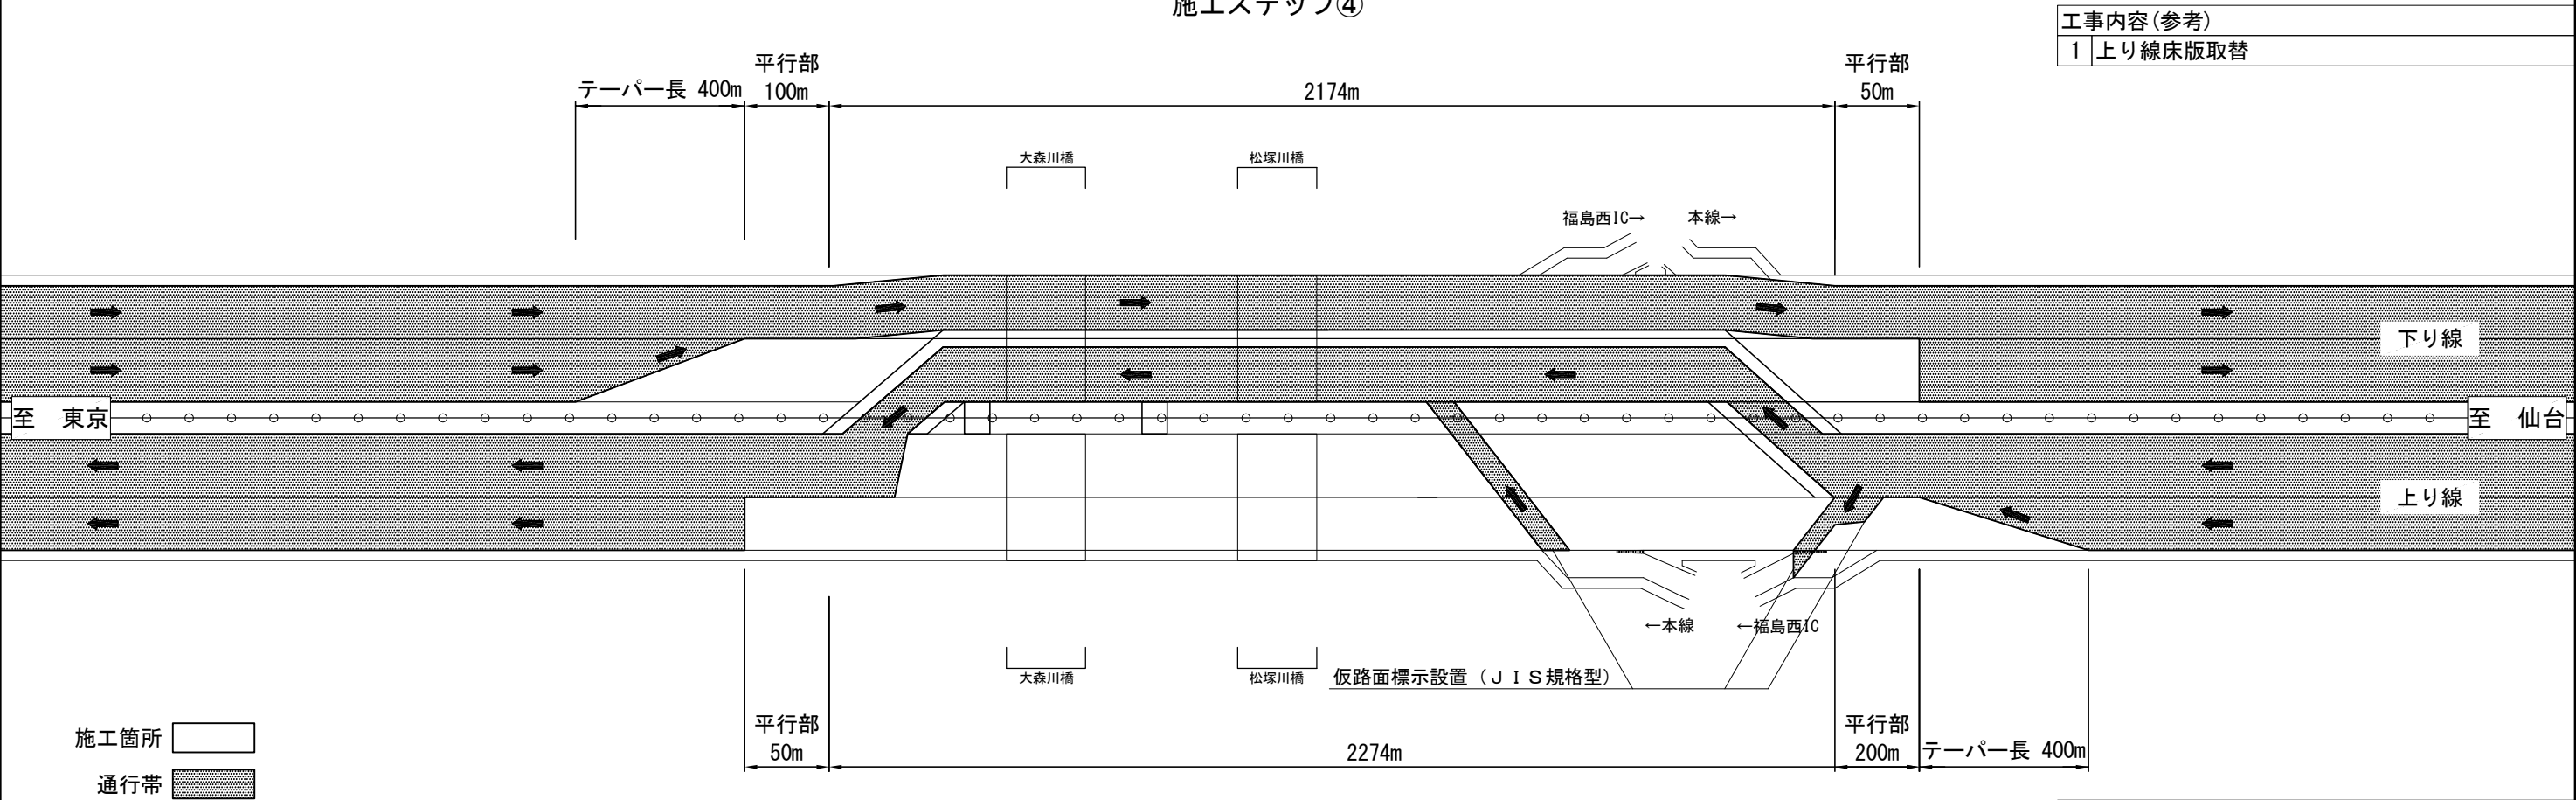 施工ステップ④
工事内容(参考)
1 上り線床版取替
テーパー長 400m
平行部
100m
2174m
平行部
50m
大森川橋
松塚川橋
福島西IC→
本線→
下り線
至 東京
至 仙台
上り線
←本線
←福島西IC
大森川橋
松塚川橋
仮路面標示設置(JIS規格型)
施工箇所
通行帯
平行部
50m
2274m
平行部
200m
テーパー長 400m